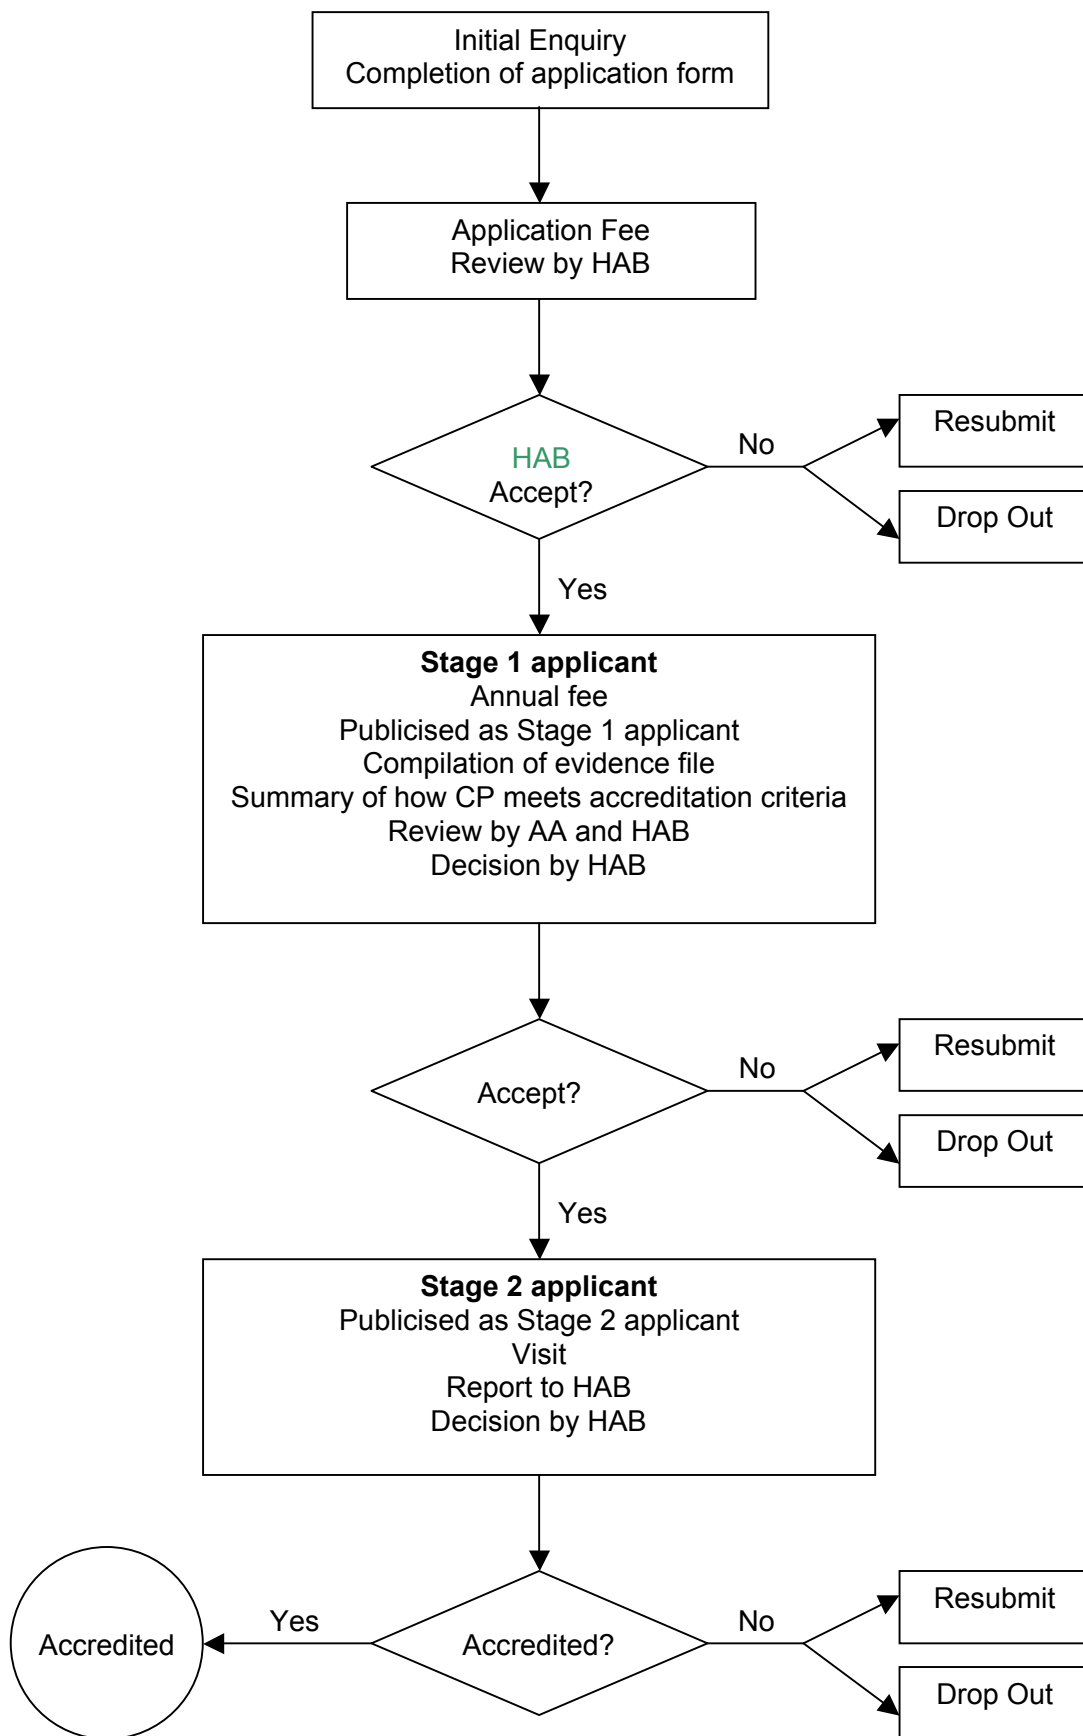 Initial Enquiry
Completion of application form
Application Fee
Review by HAB
HAB
Accept?
No
Resubmit
Drop Out
Yes
Stage 1 applicant
Annual fee
Publicised as Stage 1 applicant
Compilation of evidence file
Summary of how CP meets accreditation criteria
Review by AA and HAB
Decision by HAB
Accept?
No
Resubmit
Drop Out
Yes
Stage 2 applicant
Publicised as Stage 2 applicant
Visit
Report to HAB
Decision by HAB
Accredited
Yes
Accredited?
No
Resubmit
Drop Out